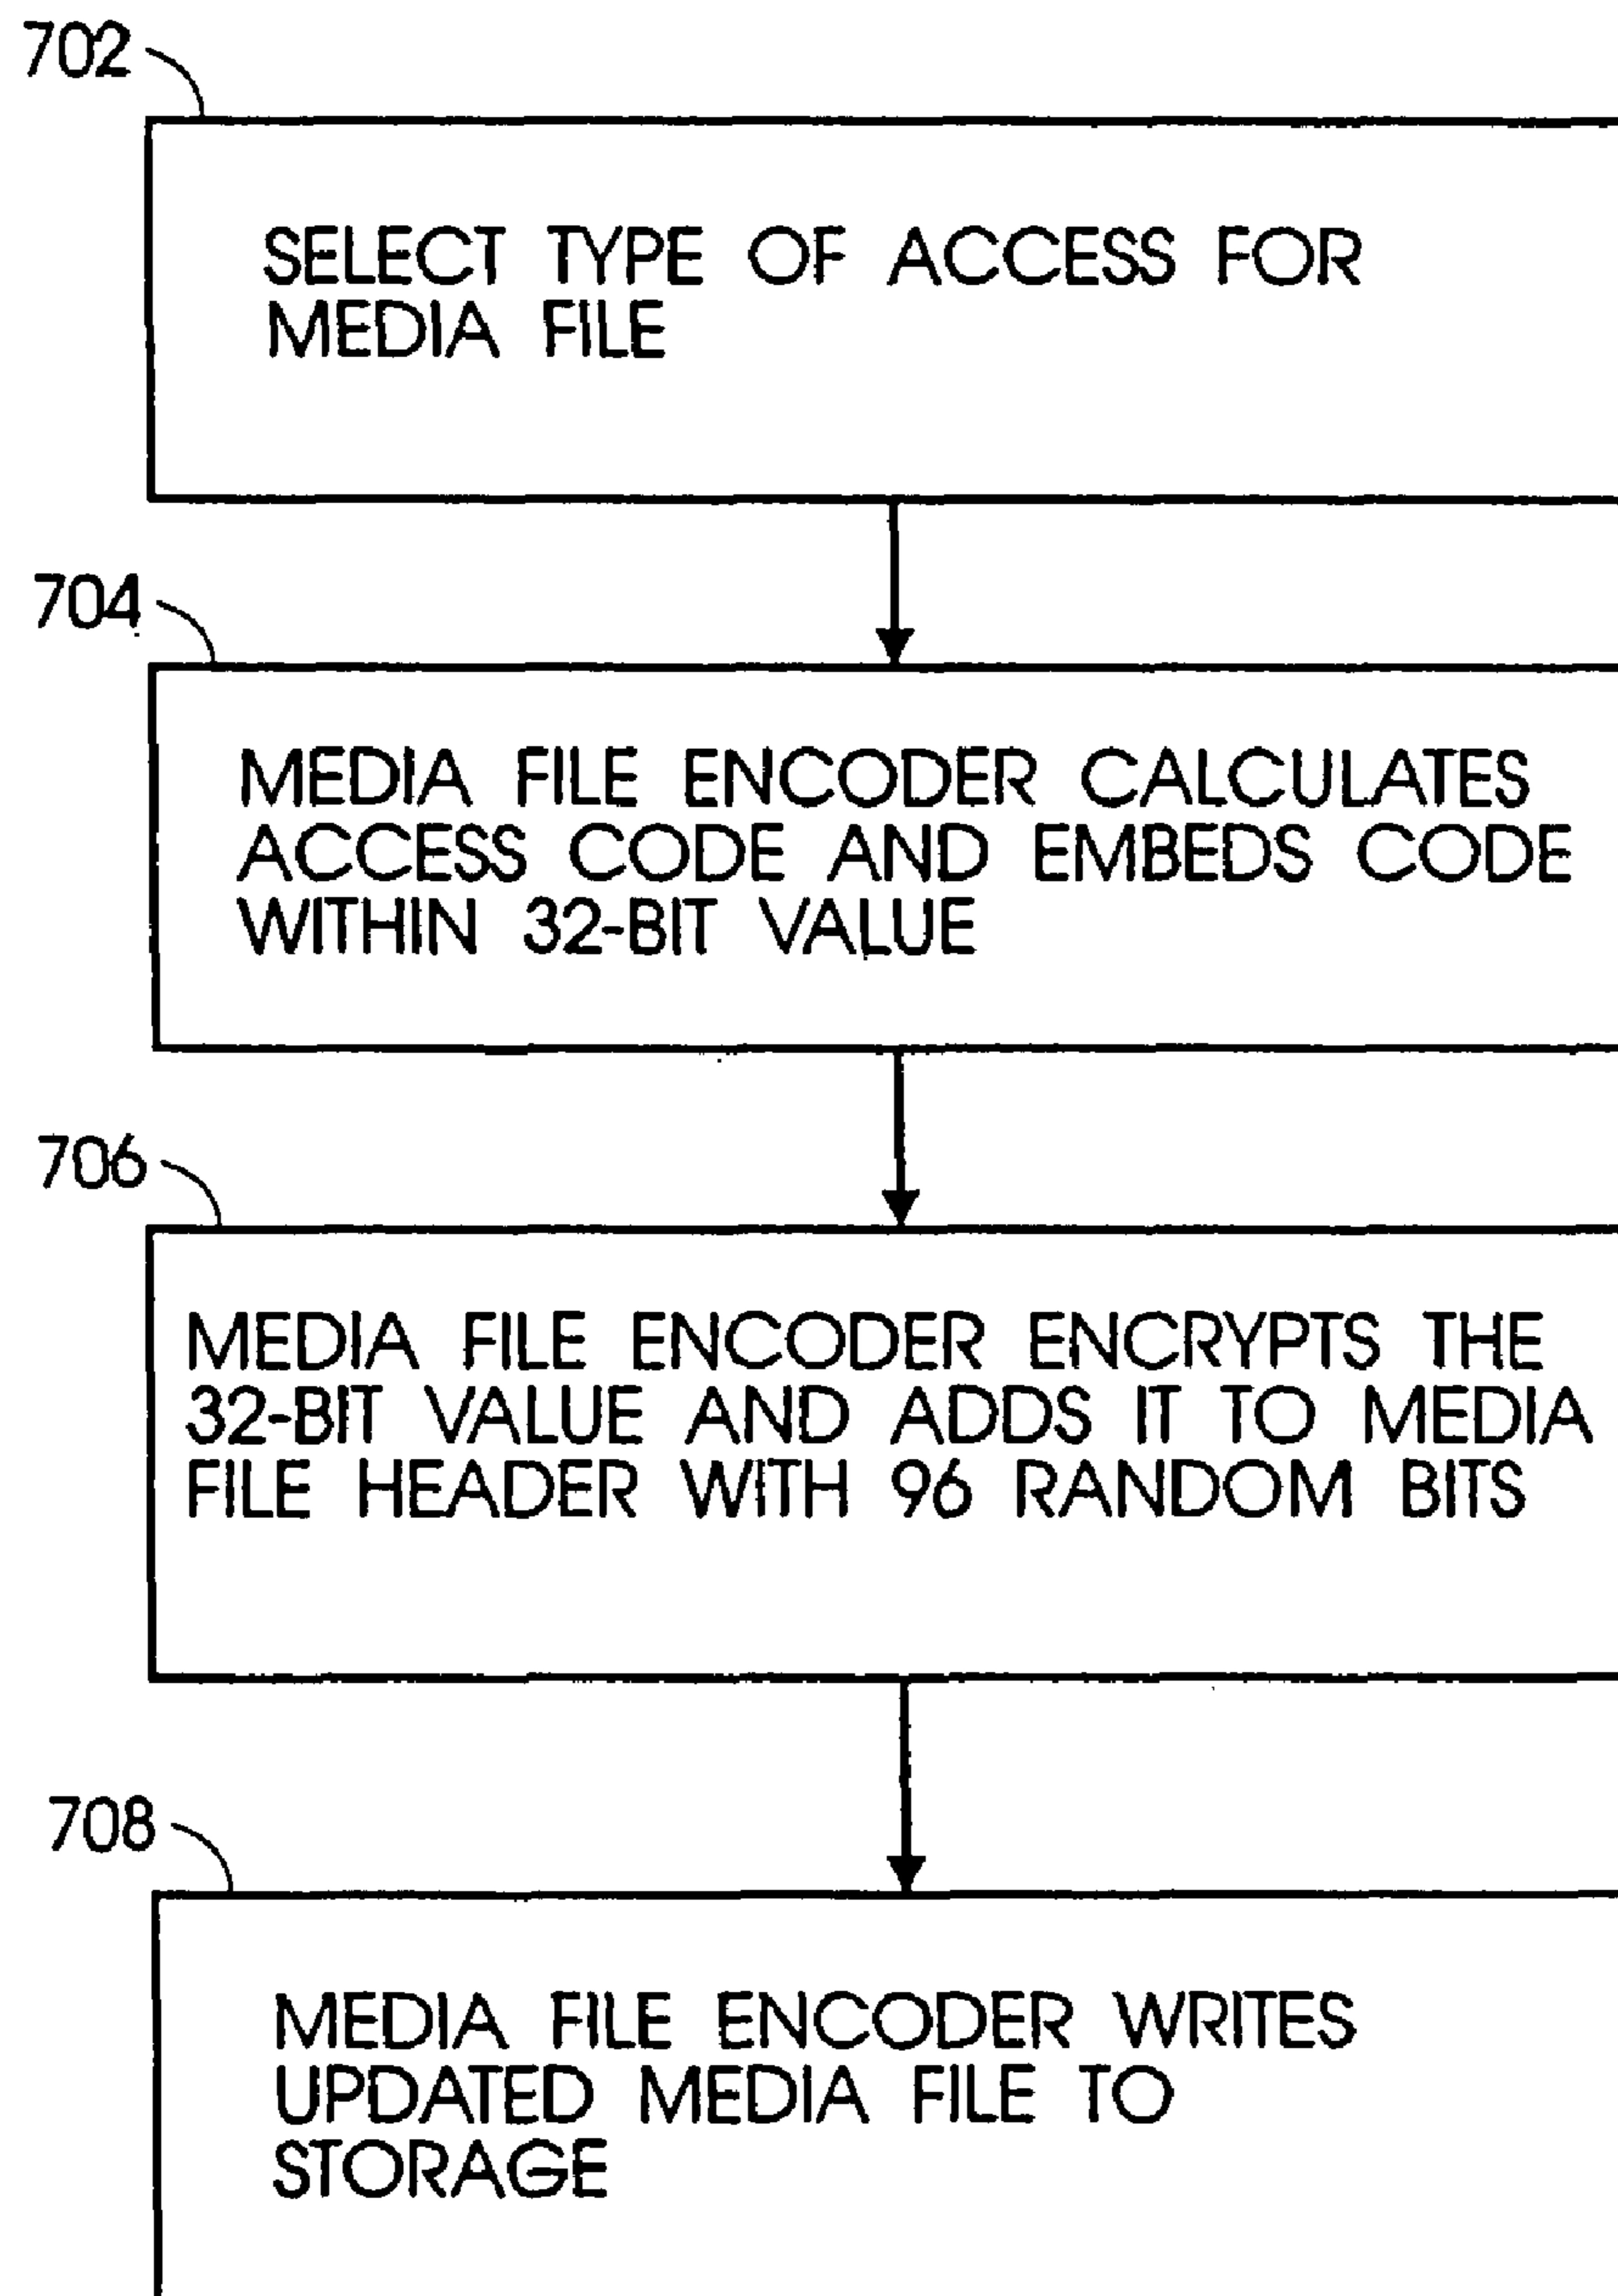 702
SELECT TYPE OF ACCESS FOR
MEDIA FILE
704
MEDIA FILE ENCODER CALCULATES
ACCESS CODE AND EMBEDS CODE
WITHIN 32-BIT VALUE
706
MEDIA FILE ENCODER ENCRYPTS THE
32-BIT VALUE AND ADDS IT TO MEDIA
FILE HEADER WITH 96 RANDOM BITS
708
MEDIA FILE ENCODER WRITES
UPDATED MEDIA FILE TO
STORAGE